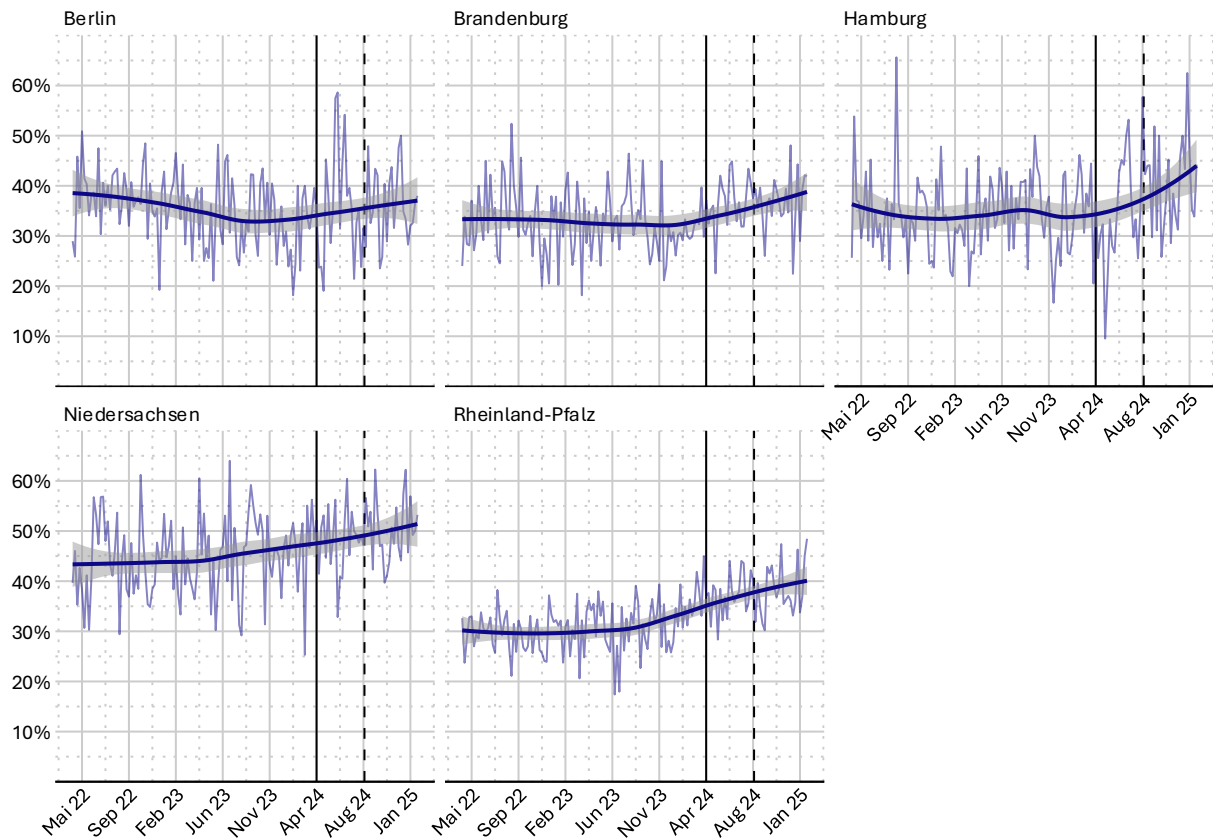 Berlin
Brandenburg
Hamburg
60%
50%
40%
30%
20%
10%
Mai 22
Sep 22
Feb 23
Jun 23
Nov 23
Apr 24
Aug 24
Jan 25
Niedersachsen
Rheinland-Pfalz
60%
50%
40%
30%
20%
10%
Mai 22
Sep 22
Feb 23
Jun 23
Nov 23
Apr 24
Aug 24
Jan 25
Mai 22
Sep 22
Feb 23
Jun 23
Nov 23
Apr 24
Aug 24
Jan 25